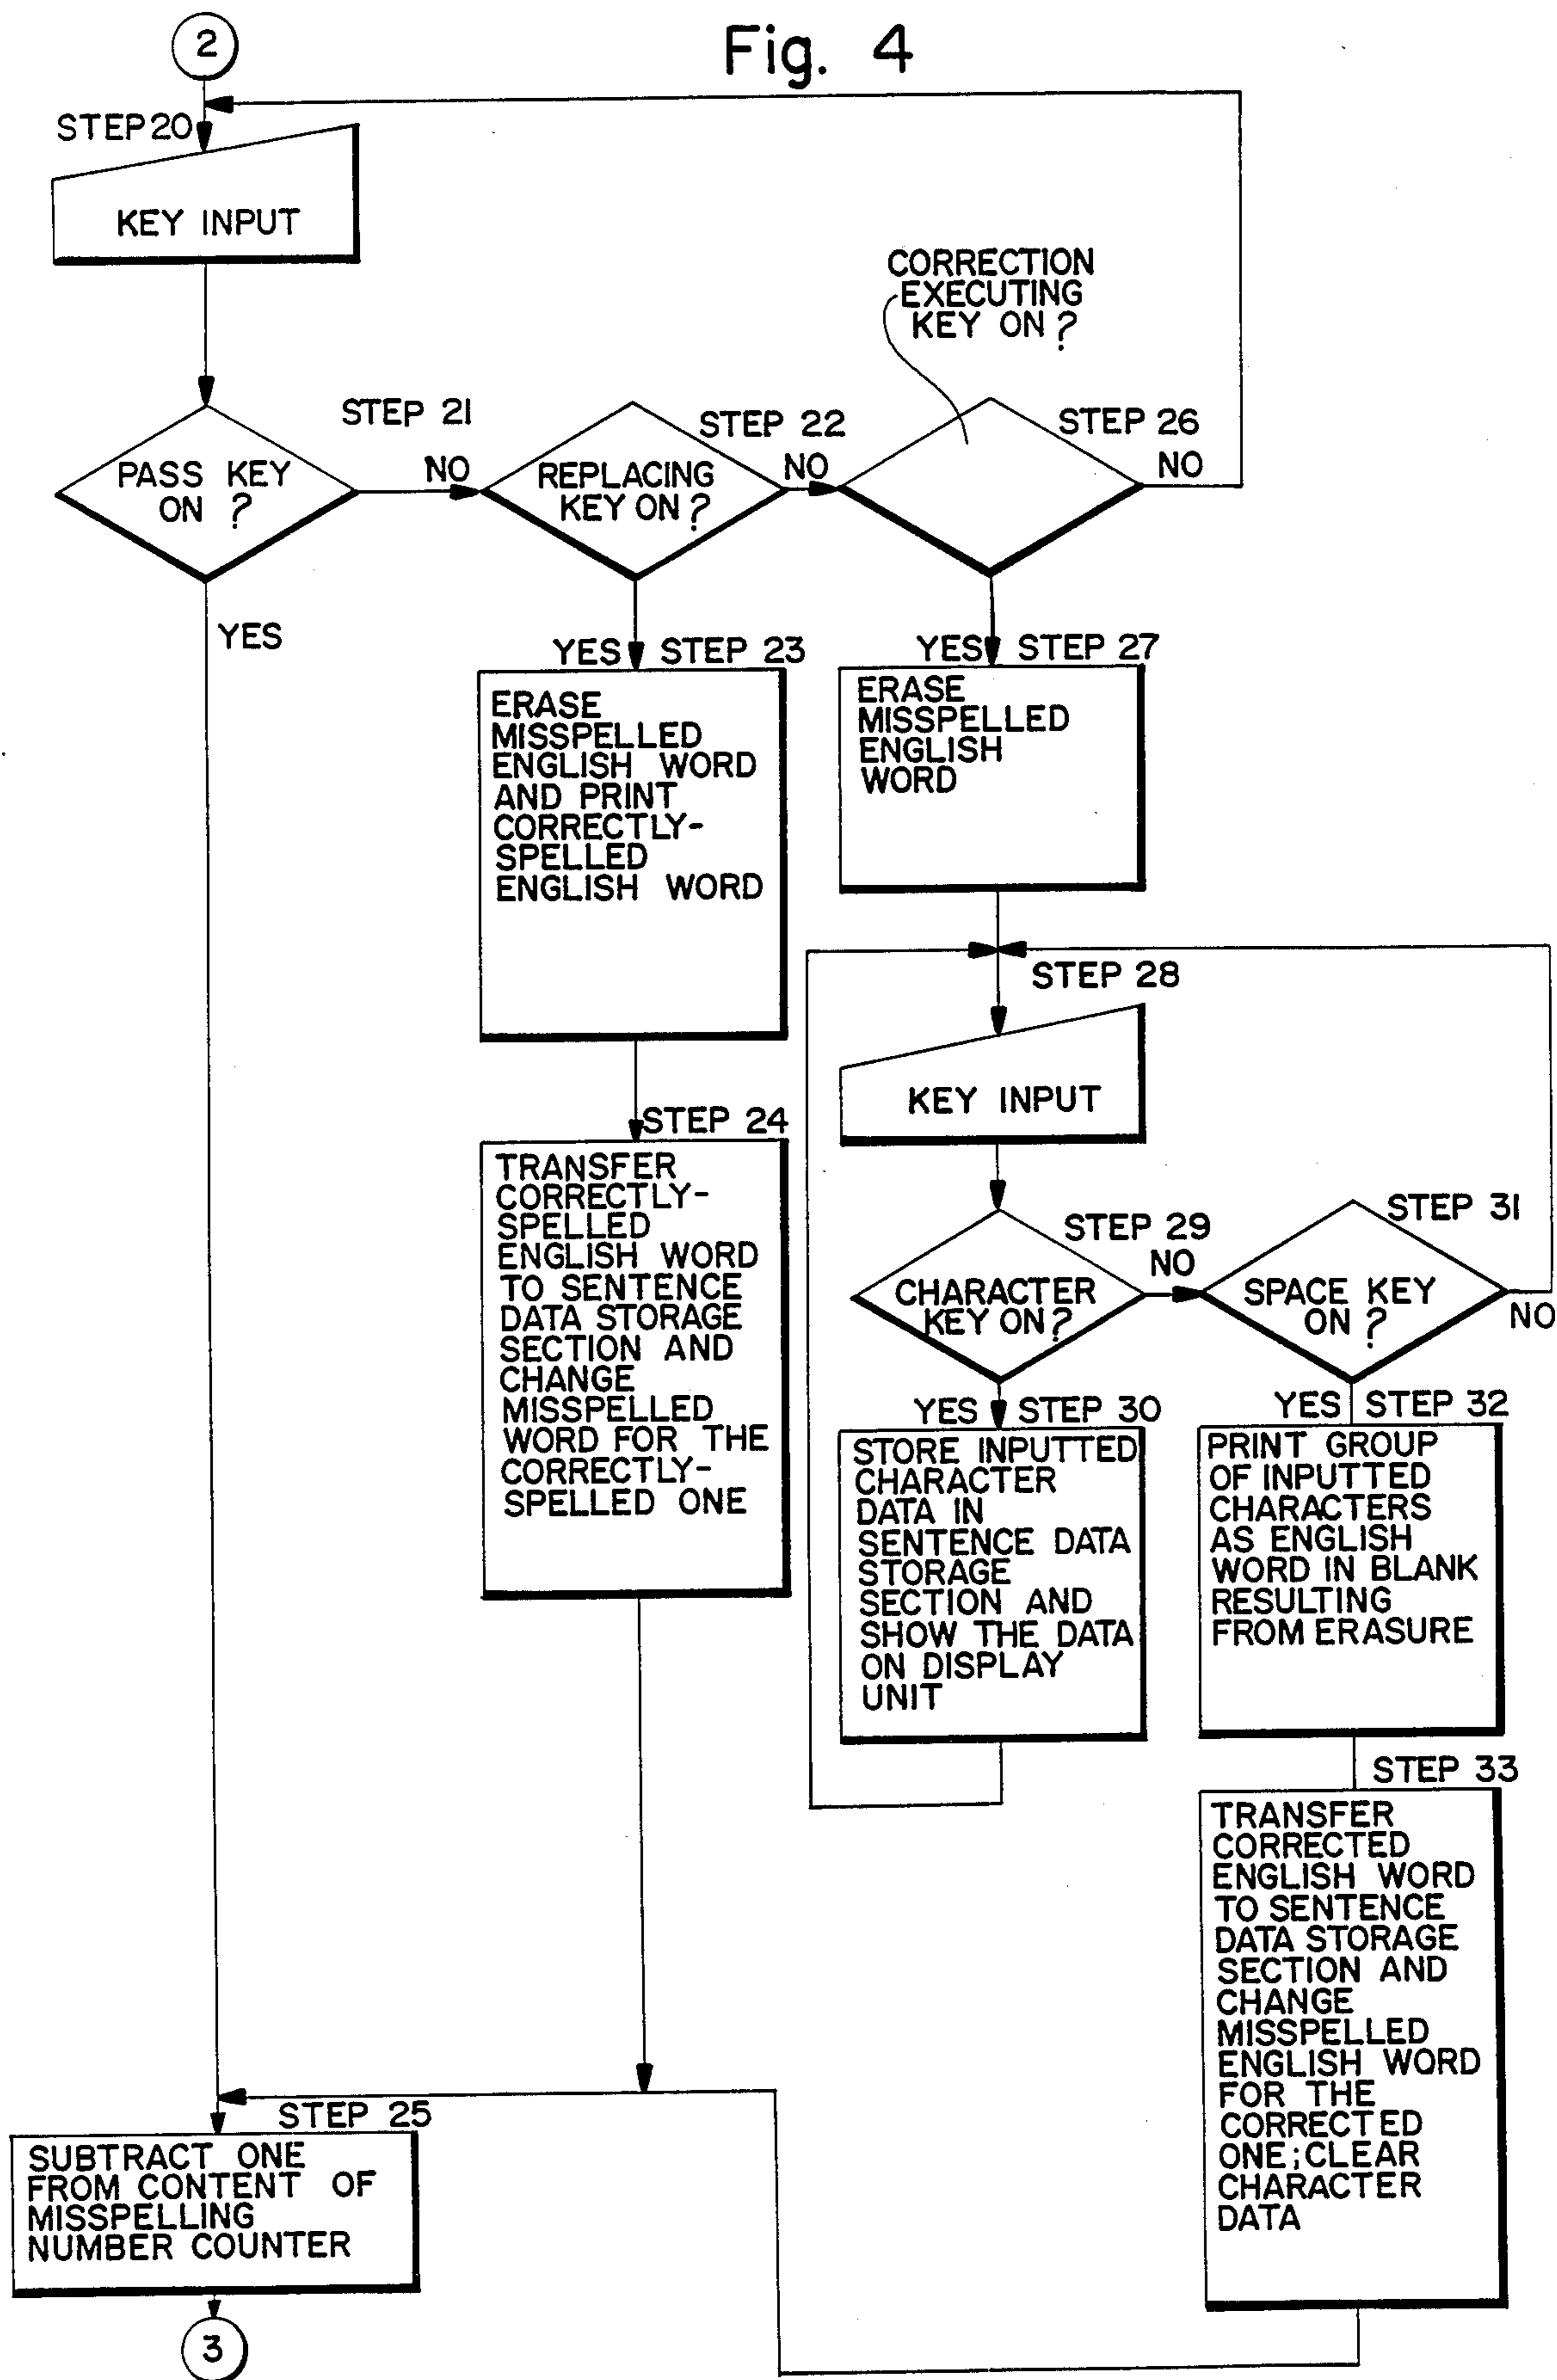 Fig. 4
2
STEP 20
KEY INPUT
CORRECTION
EXECUTING
KEY ON ?
STEP 21
PASS KEY
ON ?
NO
YES
STEP 22
REPLACING
KEY ON ?
NO
STEP 26
NO
YES STEP 23
ERASE
MISSPELLED
ENGLISH WORD
AND PRINT
CORRECTLY-
SPELLED
ENGLISH WORD
YES STEP 27
ERASE
MISSPELLED
ENGLISH
WORD
STEP 28
KEY INPUT
STEP 24
TRANSFER
CORRECTLY-
SPELLED
ENGLISH WORD
TO SENTENCE
DATA STORAGE
SECTION AND
CHANGE
MISSPELLED
WORD FOR THE
CORRECTLY-
SPELLED ONE
STEP 29
NO
CHARACTER
KEY ON ?
STEP 31
SPACE KEY
ON ?
NO
YES STEP 30
STORE INPUTTED
CHARACTER
DATA IN
SENTENCE DATA
STORAGE
SECTION AND
SHOW THE DATA
ON DISPLAY
UNIT
YES STEP 32
PRINT GROUP
OF INPUTTED
CHARACTERS
AS ENGLISH
WORD IN BLANK
RESULTING
FROM ERASURE
STEP 33
TRANSFER
CORRECTED
ENGLISH WORD
TO SENTENCE
DATA STORAGE
SECTION AND
CHANGE
MISSPELLED
ENGLISH WORD
FOR THE
CORRECTED
ONE; CLEAR
CHARACTER
DATA
STEP 25
SUBTRACT ONE
FROM CONTENT OF
MISSPELLING
NUMBER COUNTER
3